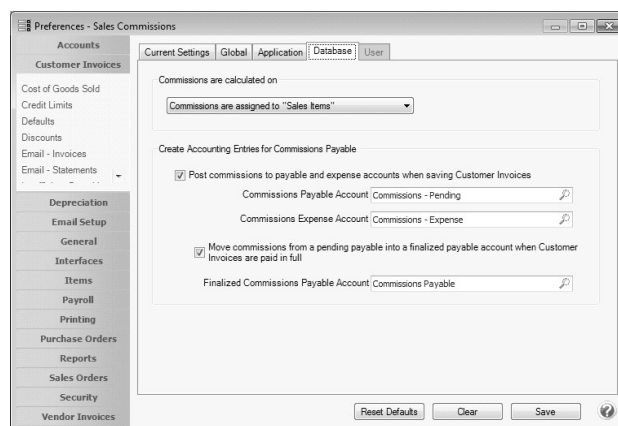 Preferences - Sales Commissions
Accounts
Customer Invoices
Cost of Goods Sold
Credit Limits
Defaults
Discounts
Email - Invoices
Email - Statements
Depreciation
Email Setup
General
Interfaces
Items
Payroll
Printing
Purchase Orders
Reports
Sales Orders
Security
Vendor Invoices
Current Settings Global Application Database User
Commissions are calculated on
Commissions are assigned to "Sales Items"
Create Accounting Entries for Commissions Payable
Post commissions to payable and expense accounts when saving Customer Invoices
Commissions Payable Account Commissions - Pending
Commissions Expense Account Commissions - Expense
Move commissions from a pending payable into a finalized payable account when Customer
Invoices are paid in full
Finalized Commissions Payable Account Commissions Payable
Reset Defaults Clear Save ?